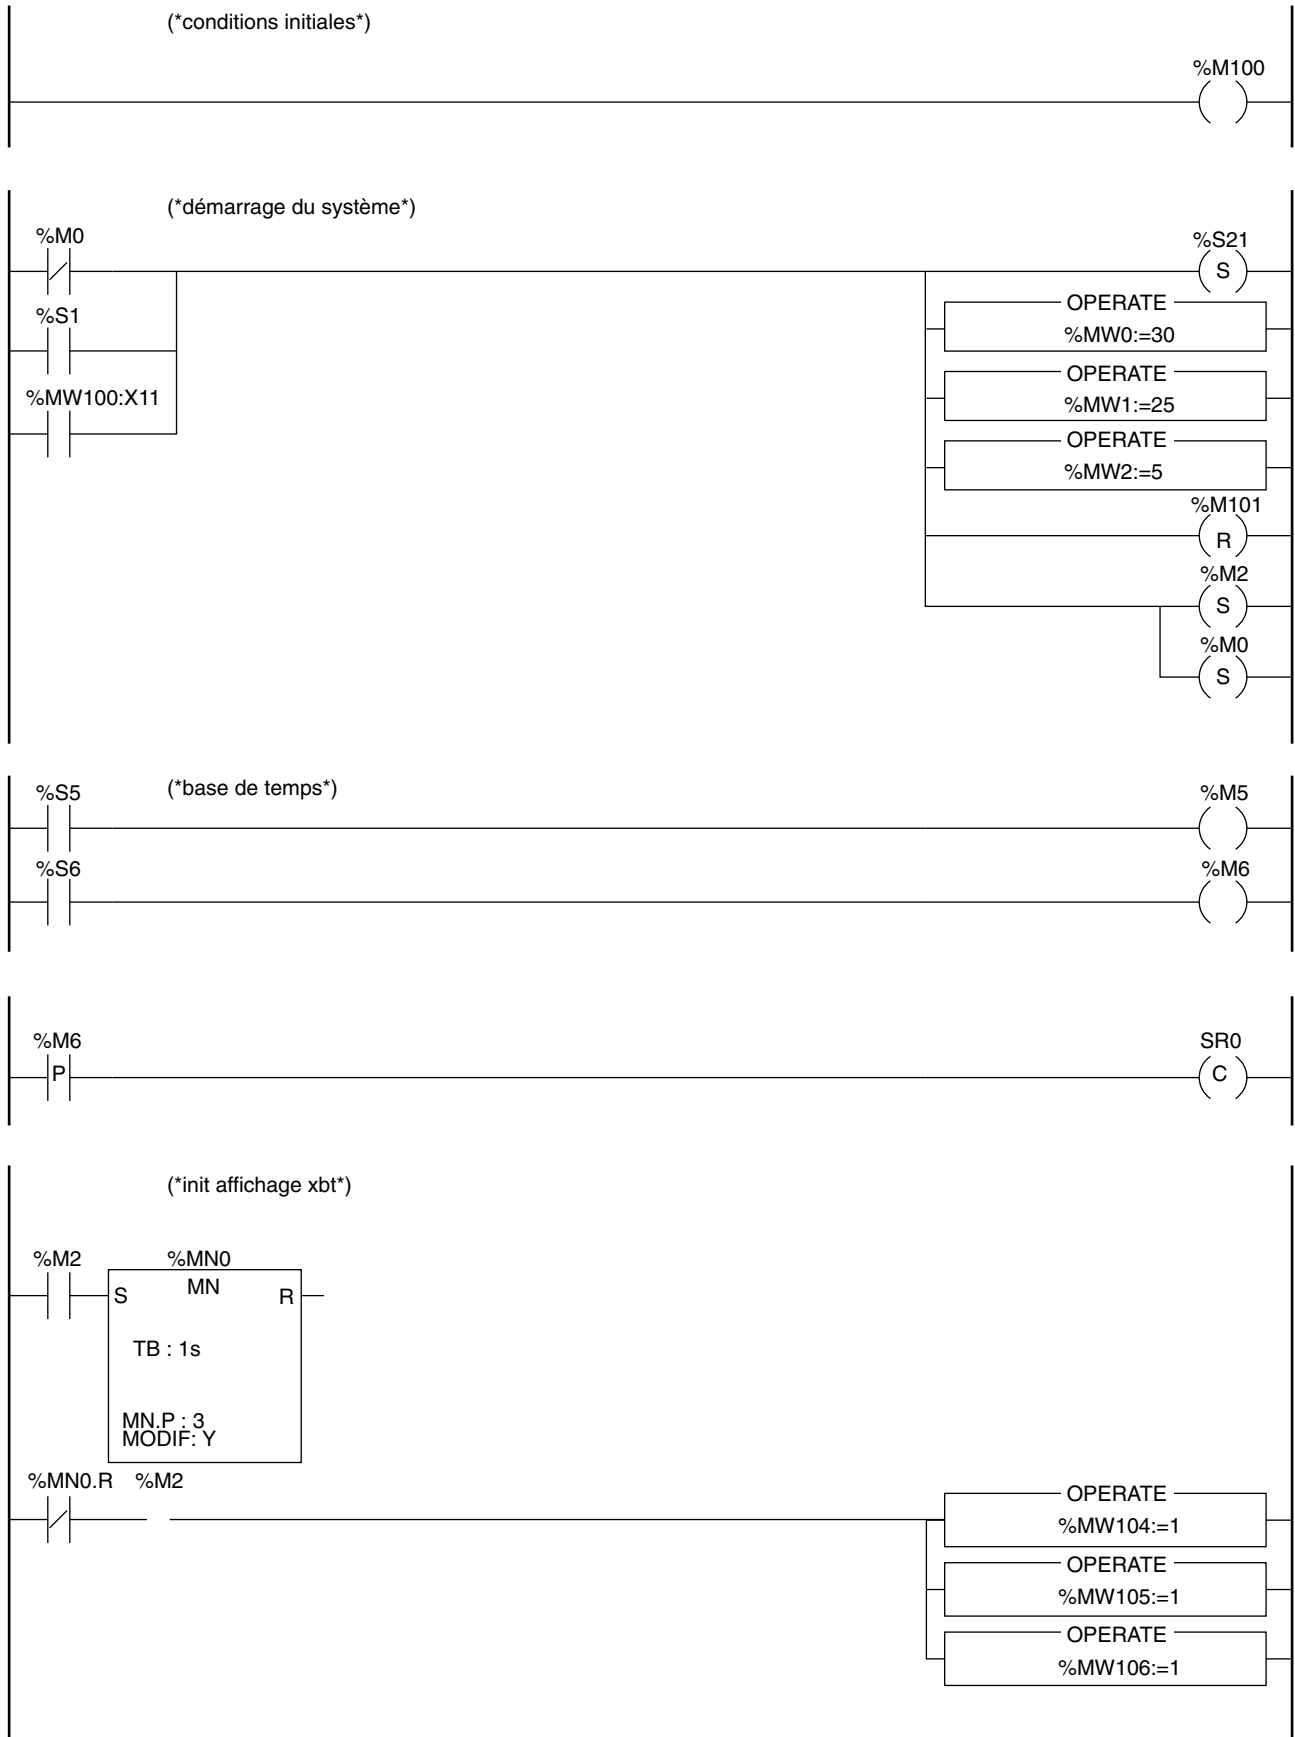 (*conditions initiales*)
%M100
(*démarrage du système*)
%M0
%S21
S
OPERATE
%S1
%MW0:=30
OPERATE
%MW100:X11
%MW1:=25
OPERATE
%MW2:=5
%M101
R
%M2
S
%M0
S
(*base de temps*)
%S5
%M5
%S6
%M6
%M6
SR0
P
C
(*init affichage xbt*)
%M2
%MN0
MN
S
R
TB : 1s
MN.P : 3
MODIF: Y
%MN0.R %M2
OPERATE
%MW104:=1
OPERATE
%MW105:=1
OPERATE
%MW106:=1